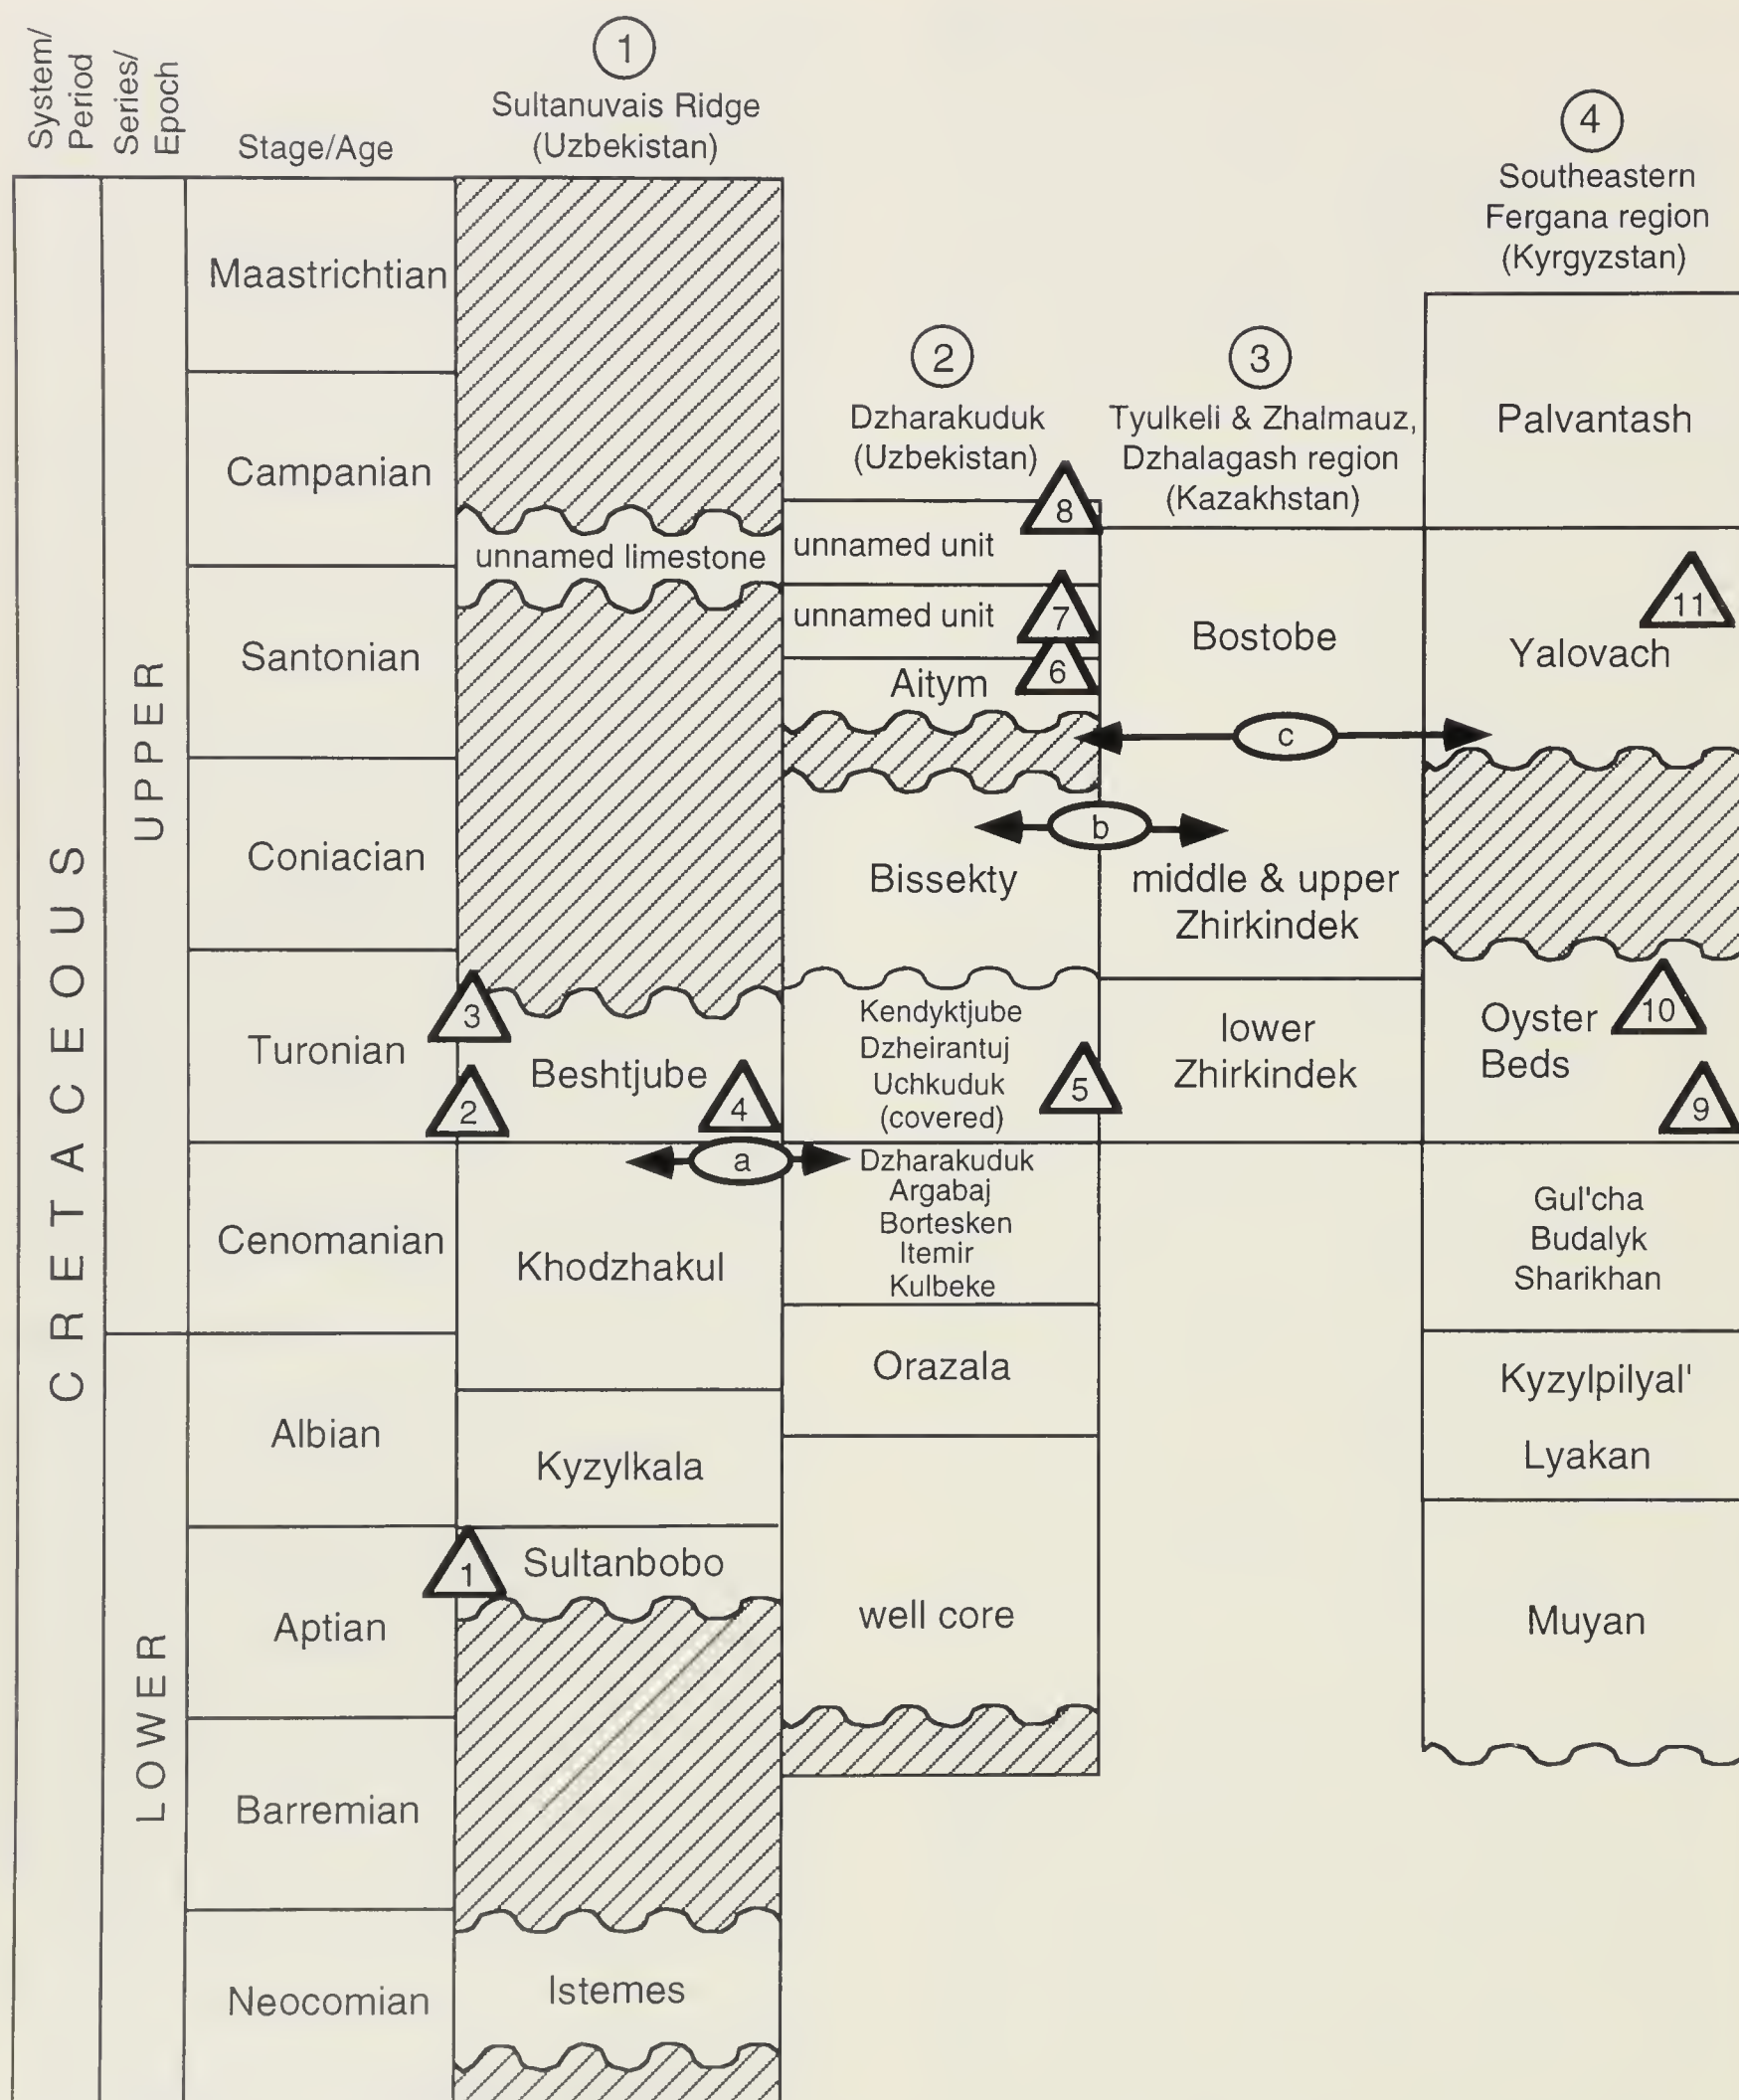 System/
Period
Series/
Epoch
Stage/Age
1
Sultanuvais Ridge
(Uzbekistan)
2
Dzharakuduk
(Uzbekistan)
3
Tyulkeli & Zhalmauz,
Dzhalagash region
(Kazakhstan)
4
Southeastern
Fergana region
(Kyrgyzstan)
CRETACEOUS
UPPER
LOWER
Maastrichtian
Campanian
Santonian
Coniacian
Turonian
Cenomanian
Albian
Aptian
Barremian
Neocomian
unnamed limestone
3
Beshtjube
2
4
a
Khodzhakul
Kyzylkala
1
Sultanbobo
Istemes
8
unnamed unit
7
unnamed unit
6
Aitym
b
Bissekty
Kendyktjube
Dzheirantuj
Uchkuduk
(covered)
5
Dzharakuduk
Argabaj
Bortesken
Itemir
Kulbeke
Orazala
well core
Bostobe
c
middle & upper
Zhirkindek
lower
Zhirkindek
Palvantash
11
Yalovach
10
Oyster
Beds
9
Gul'cha
Budalyk
Sharikhan
Kyzylpilyal'
Lyakan
Muyan